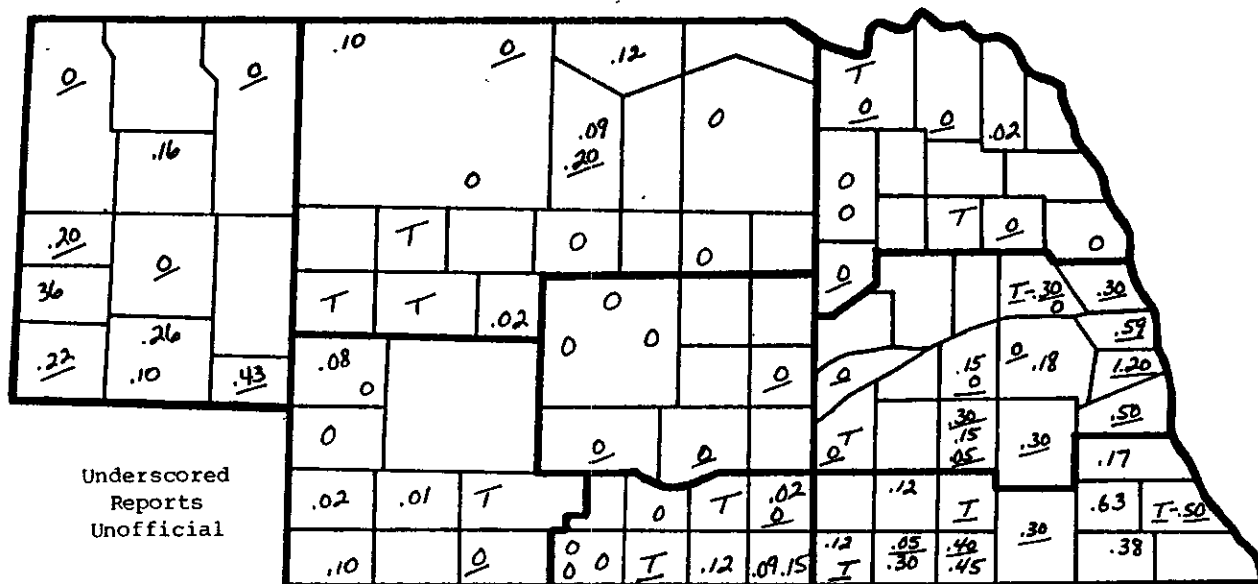 .10 0 .12 T
0 0 0 0 .02
.09
.16 .20 0
0 0
0
.20 T 0 0 T 0 0
0
36 T T .02 0 0 T-.30 .30
0
.26 0 0 .59
.22 .10 .43 .08 0 0 0 .15 0 .18 1.20
0 .30 .50
0 0 0 0 T .15 .30
.05
Underscored
Reports
Unofficial
.17
.02 .01 T 0 T .02 .12 T .63 T-.50
0
.10 0 0 0 0 T .12 .09 .15 .12 .05 .40 .30 .38
T .30 .45